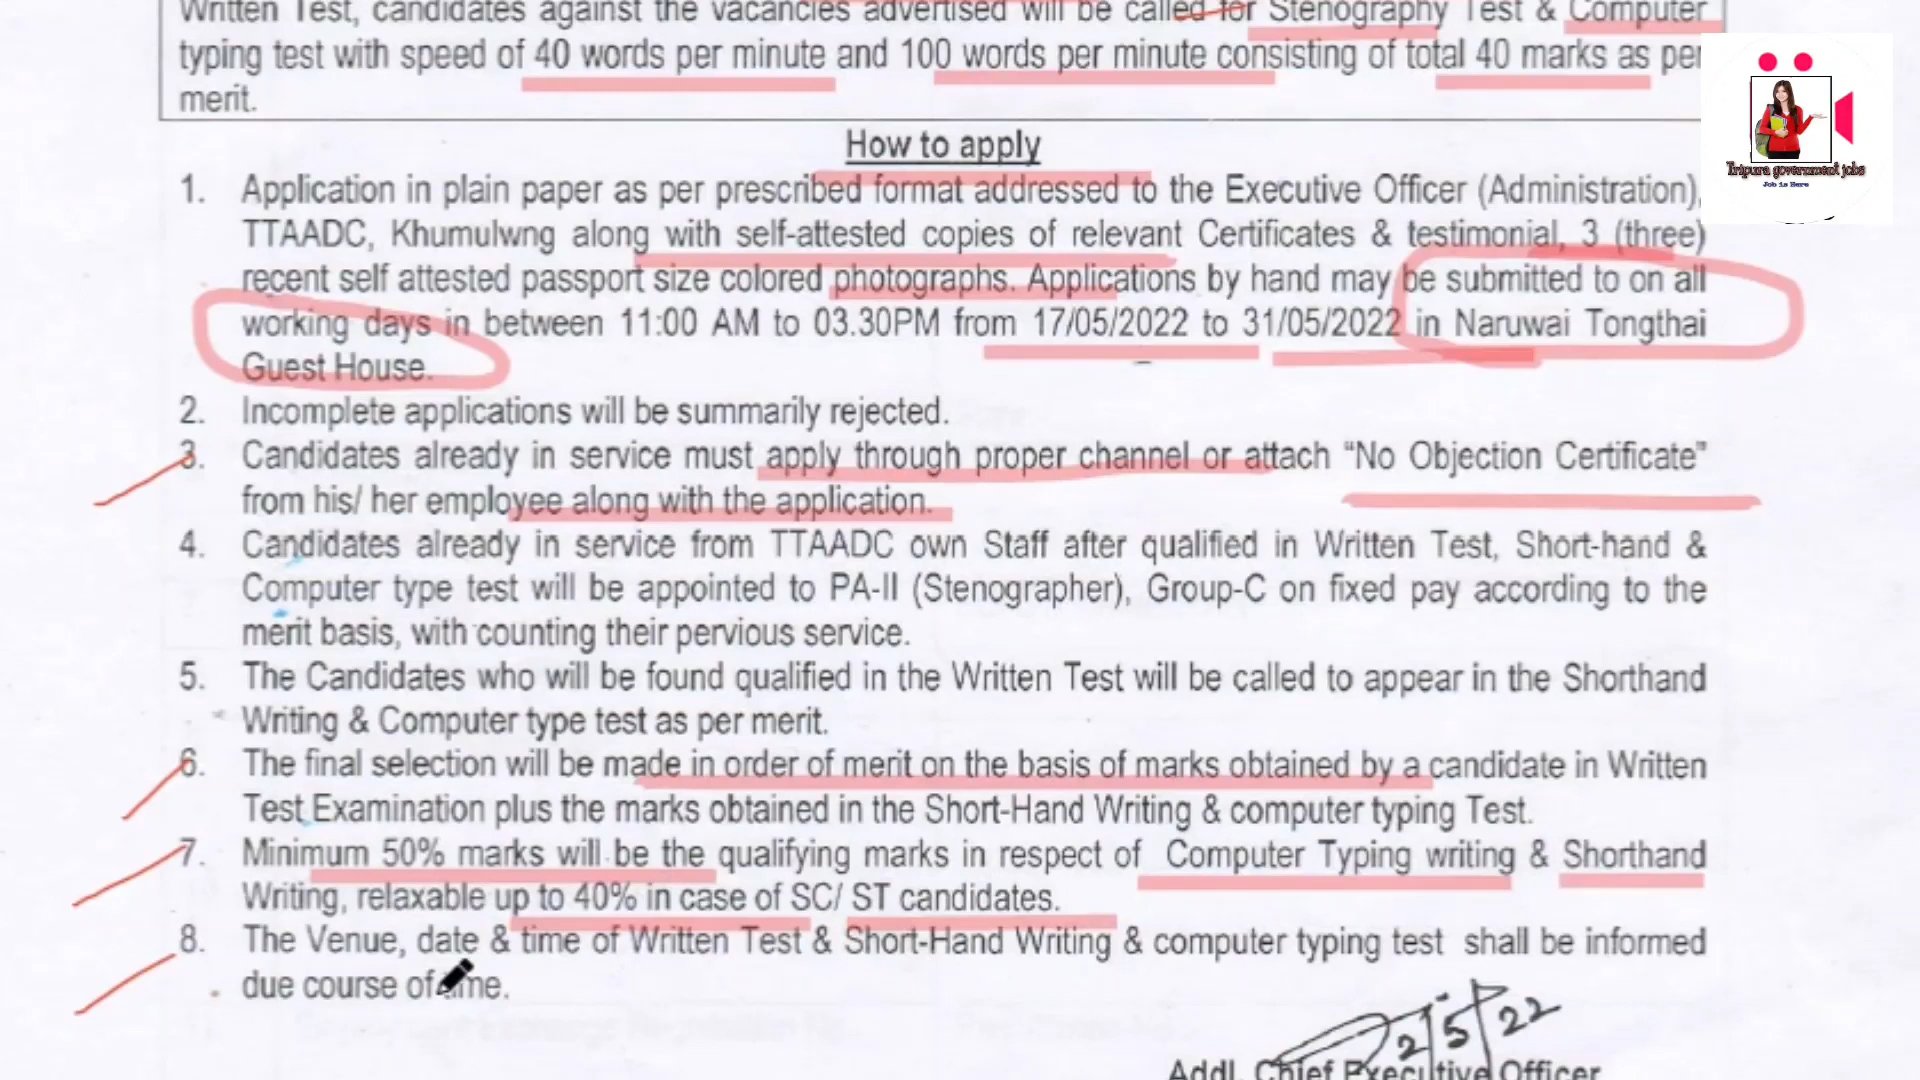 Written Test, candidates against the vacancies advertised will be called for Stenography Test & Computer
typing test with speed of 40 words per minute and 100 words per minute consisting of total 40 marks as per
merit.
How to apply
1. Application in plain paper as per prescribed format addressed to the Executive Officer (Administration),
TTAADC, Khumulwng along with self-attested copies of relevant Certificates & testimonial, 3 (three)
recent self attested passport size colored photographs. Applications by hand may be submitted to on all
working days in between 11:00 AM to 03.30PM from 17/05/2022 to 31/05/2022 in Naruwai Tongthai
Guest House.
2. Incomplete applications will be summarily rejected.
3. Candidates already in service must apply through proper channel or attach “No Objection Certificate”
from his/ her employee along with the application.
4. Candidates already in service from TTAADC own Staff after qualified in Written Test, Short-hand &
Computer type test will be appointed to PA-II (Stenographer), Group-C on fixed pay according to the
merit basis, with counting their pervious service.
5. The Candidates who will be found qualified in the Written Test will be called to appear in the Shorthand
Writing & Computer type test as per merit.
6. The final selection will be made in order of merit on the basis of marks obtained by a candidate in Written
Test Examination plus the marks obtained in the Short-Hand Writing & computer typing Test.
7. Minimum 50% marks will be the qualifying marks in respect of Computer Typing writing & Shorthand
Writing, relaxable up to 40% in case of SC/ ST candidates.
8. The Venue, date & time of Written Test & Short-Hand Writing & computer typing test shall be informed
due course of time.
2/5/22
Addl. Chief Executive Officer
Tripura government jobs
Job is Here